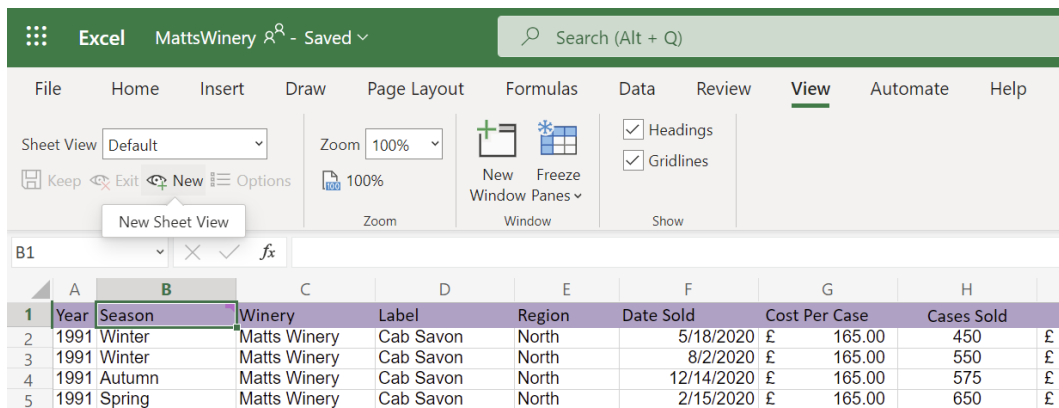 Excel MattsWinery - Saved
Search (Alt + Q)
File Home Insert Draw Page Layout Formulas Data Review View Automate Help
Sheet View Default
Keep Exit New Options
New Sheet View
Zoom 100%
100
100%
Zoom
New Window
Freeze Panes
Window
Headings
Gridlines
Show
B1
fx
A B C D E F G H
1 Year Season Winery Label Region Date Sold Cost Per Case Cases Sold
2 1991 Winter Matts Winery Cab Savon North 5/18/2020 £ 165.00 450 £
3 1991 Winter Matts Winery Cab Savon North 8/2/2020 £ 165.00 550 £
4 1991 Autumn Matts Winery Cab Savon North 12/14/2020 £ 165.00 575 £
5 1991 Spring Matts Winery Cab Savon North 2/15/2020 £ 165.00 650 £